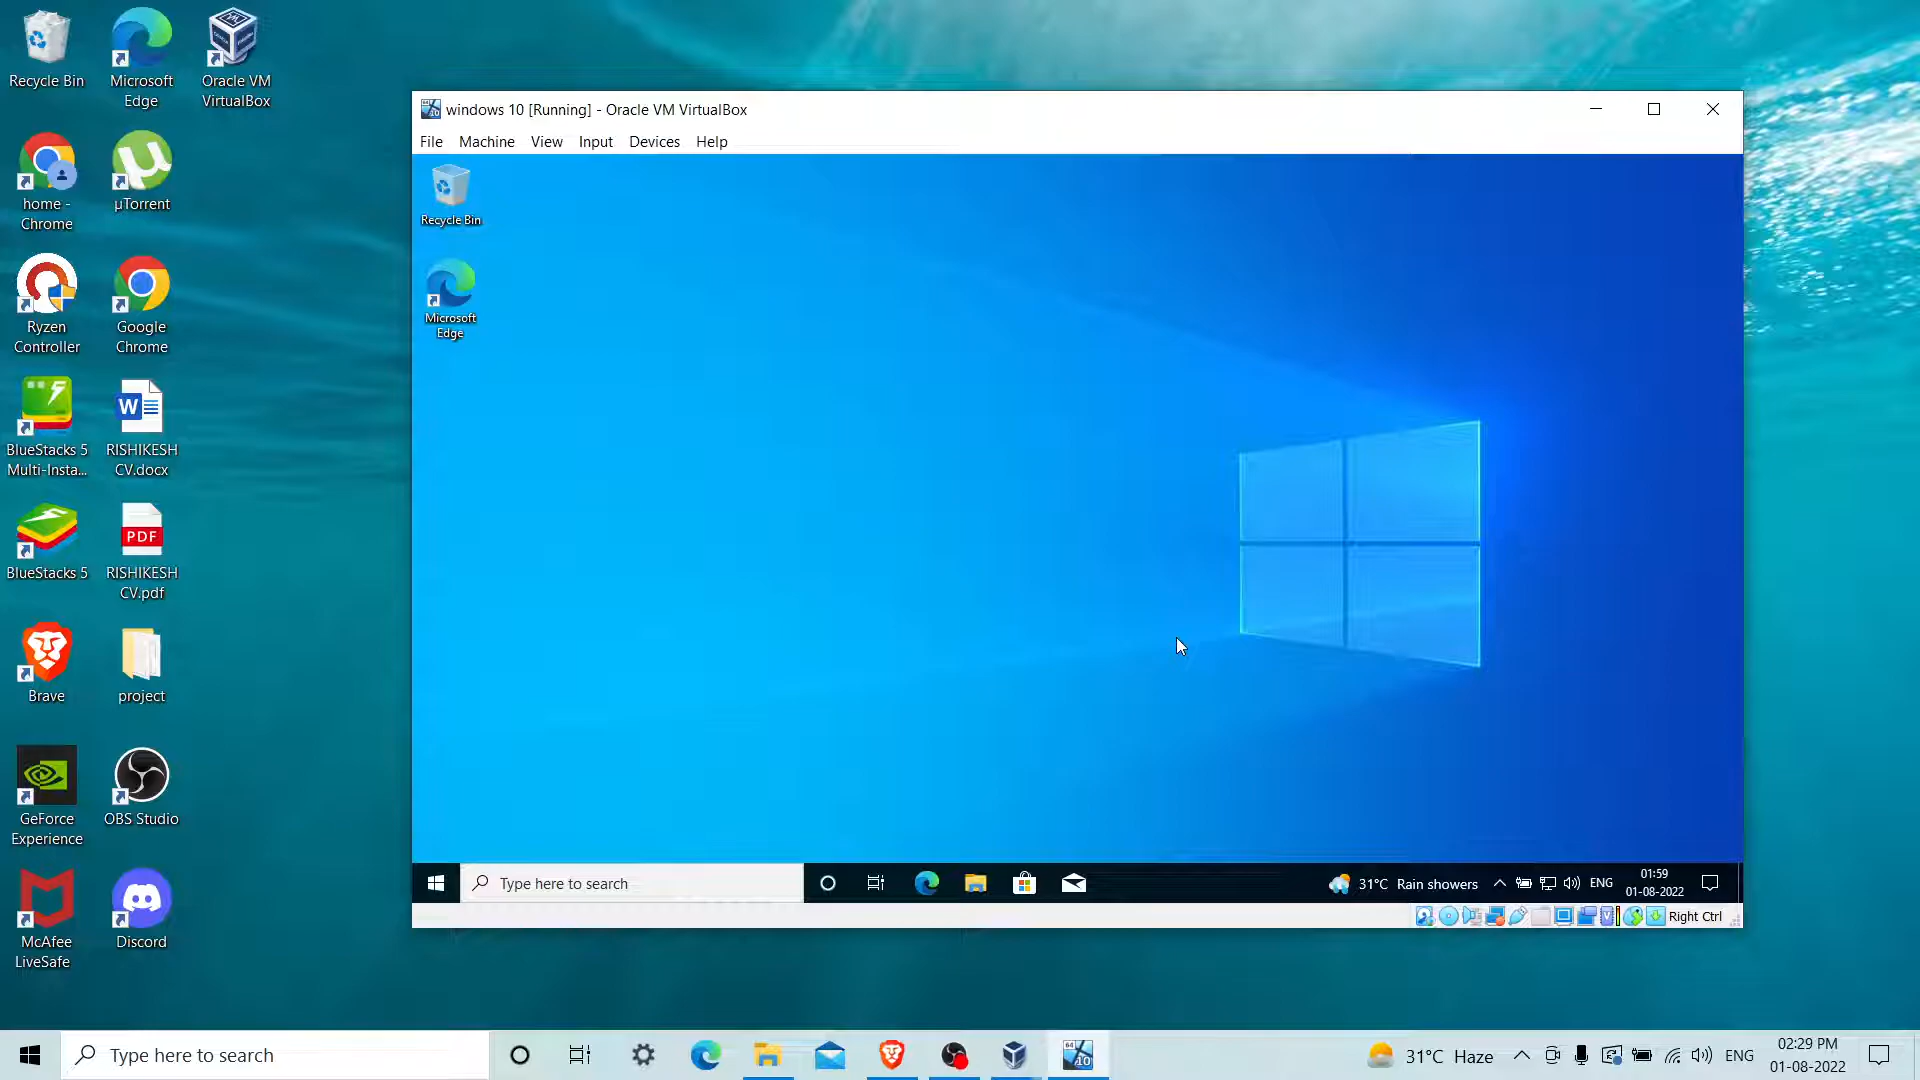 Recycle Bin
Microsoft
Edge
Oracle VM
VirtualBox
home -
Chrome
µTorrent
Ryzen
Controller
Google
Chrome
BlueStacks 5
Multi-Insta...
W
RISHIKESH
CV.docx
BlueStacks 5
PDF
RISHIKESH
CV.pdf
Brave
project
GeForce
Experience
OBS Studio
McAfee
LiveSafe
Discord
windows 10 [Running] - Oracle VM VirtualBox
File Machine View Input Devices Help
Recycle Bin
Microsoft
Edge
Type here to search
31°C Rain showers
ENG
01:59
01-08-2022
Right Ctrl
Type here to search
64
10
31°C Haze
ENG
02:29 PM
01-08-2022